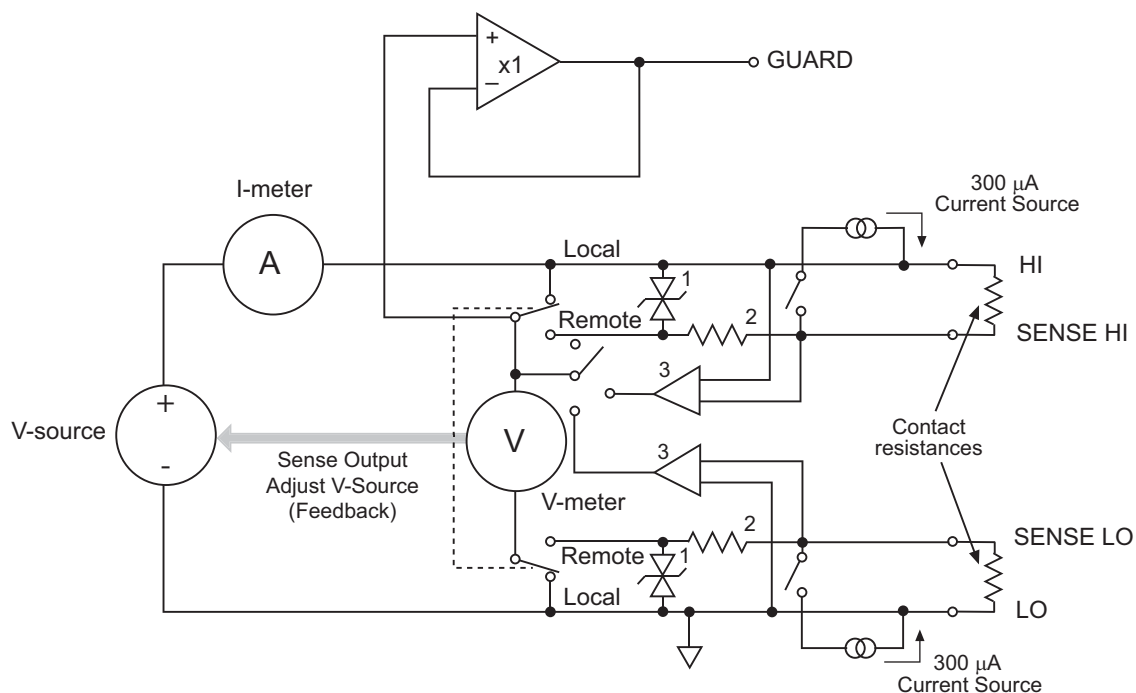 +
x1
−
GUARD
I-meter
A
300 μA
Current Source
Local
HI
1
Remote
2
SENSE HI
3
+
V-source
-
V
Sense Output
Adjust V-Source
(Feedback)
V-meter
3
Contact
resistances
2
SENSE LO
Remote
1
Local
LO
300 μA
Current Source